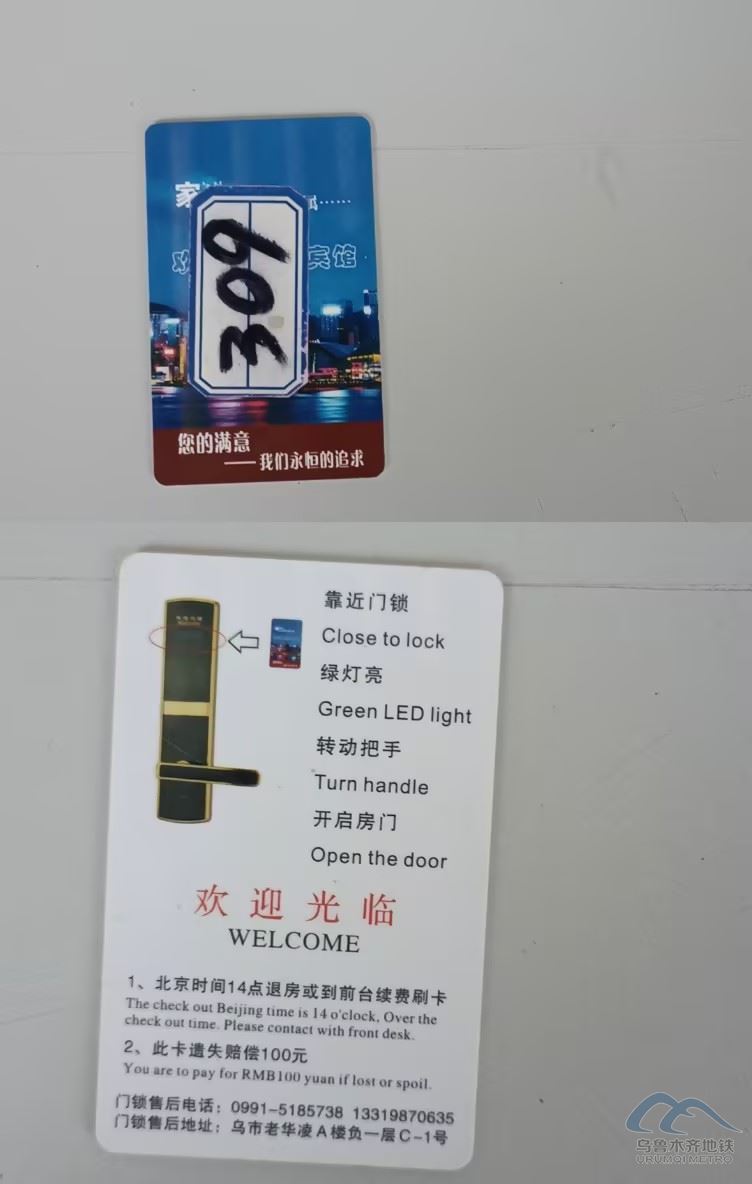 家
309
宾馆
您的满意
——我们永恒的追求
靠近门锁
Close to lock
绿灯亮
Green LED light
转动把手
Turn handle
开启房门
Open the door
欢迎光临
WELCOME
1、北京时间14点退房或到前台续费刷卡
The check out Beijing time is 14 o'clock, Over the
check out time. Please contact with front desk.
2、此卡遗失赔偿100元
You are to pay for RMB100 yuan if lost or spoil.
门锁售后电话：0991-5185738 13319870635
门锁售后地址：乌市老华凌A楼负一层C-1号
乌鲁木齐地铁
URUMQI METRO